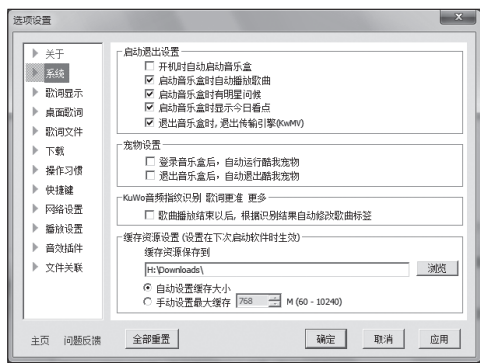 选项设置
关于
系统
歌词显示
桌面歌词
歌词文件
下载
操作习惯
快捷键
网络设置
播放设置
音效插件
文件关联
启动退出设置
开机时自动启动音乐盒
启动音乐盒时自动播放歌曲
启动音乐盒时有明星问候
启动音乐盒时显示今日看点
退出音乐盒时，退出传输引擎(KwMV)
宠物设置
登录音乐盒后，自动运行酷我宠物
退出音乐盒后，自动退出酷我宠物
KuWo音频指纹识别 歌词更准 更多
歌曲播放结束以后，根据识别结果自动修改歌曲标签
缓存资源设置 (设置在下次启动软件时生效)
缓存资源保存到
H:\Downloads\ 浏览
自动设置缓存大小
手动设置最大缓存 768 M (60 - 10240)
主页 问题反馈 全部重置 确定 取消 应用